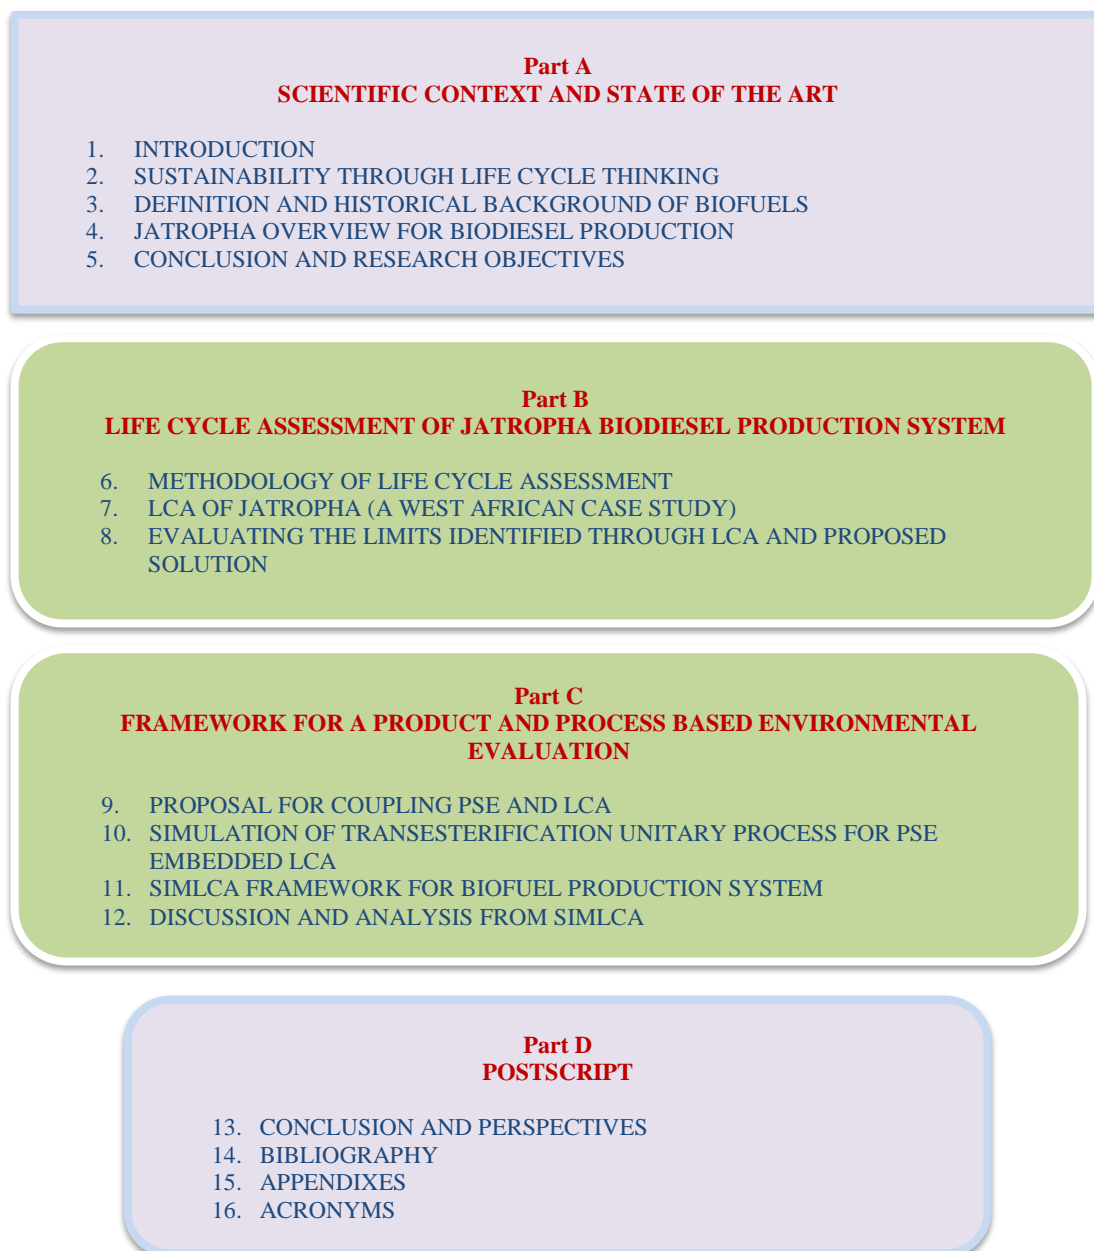 Part A
SCIENTIFIC CONTEXT AND STATE OF THE ART
1. INTRODUCTION
2. SUSTAINABILITY THROUGH LIFE CYCLE THINKING
3. DEFINITION AND HISTORICAL BACKGROUND OF BIOFUELS
4. JATROPHA OVERVIEW FOR BIODIESEL PRODUCTION
5. CONCLUSION AND RESEARCH OBJECTIVES
Part B
LIFE CYCLE ASSESSMENT OF JATROPHA BIODIESEL PRODUCTION SYSTEM
6. METHODOLOGY OF LIFE CYCLE ASSESSMENT
7. LCA OF JATROPHA (A WEST AFRICAN CASE STUDY)
8. EVALUATING THE LIMITS IDENTIFIED THROUGH LCA AND PROPOSED
SOLUTION
Part C
FRAMEWORK FOR A PRODUCT AND PROCESS BASED ENVIRONMENTAL
EVALUATION
9. PROPOSAL FOR COUPLING PSE AND LCA
10. SIMULATION OF TRANSESTERIFICATION UNITARY PROCESS FOR PSE
EMBEDDED LCA
11. SIMLCA FRAMEWORK FOR BIOFUEL PRODUCTION SYSTEM
12. DISCUSSION AND ANALYSIS FROM SIMLCA
Part D
POSTSCRIPT
13. CONCLUSION AND PERSPECTIVES
14. BIBLIOGRAPHY
15. APPENDIXES
16. ACRONYMS